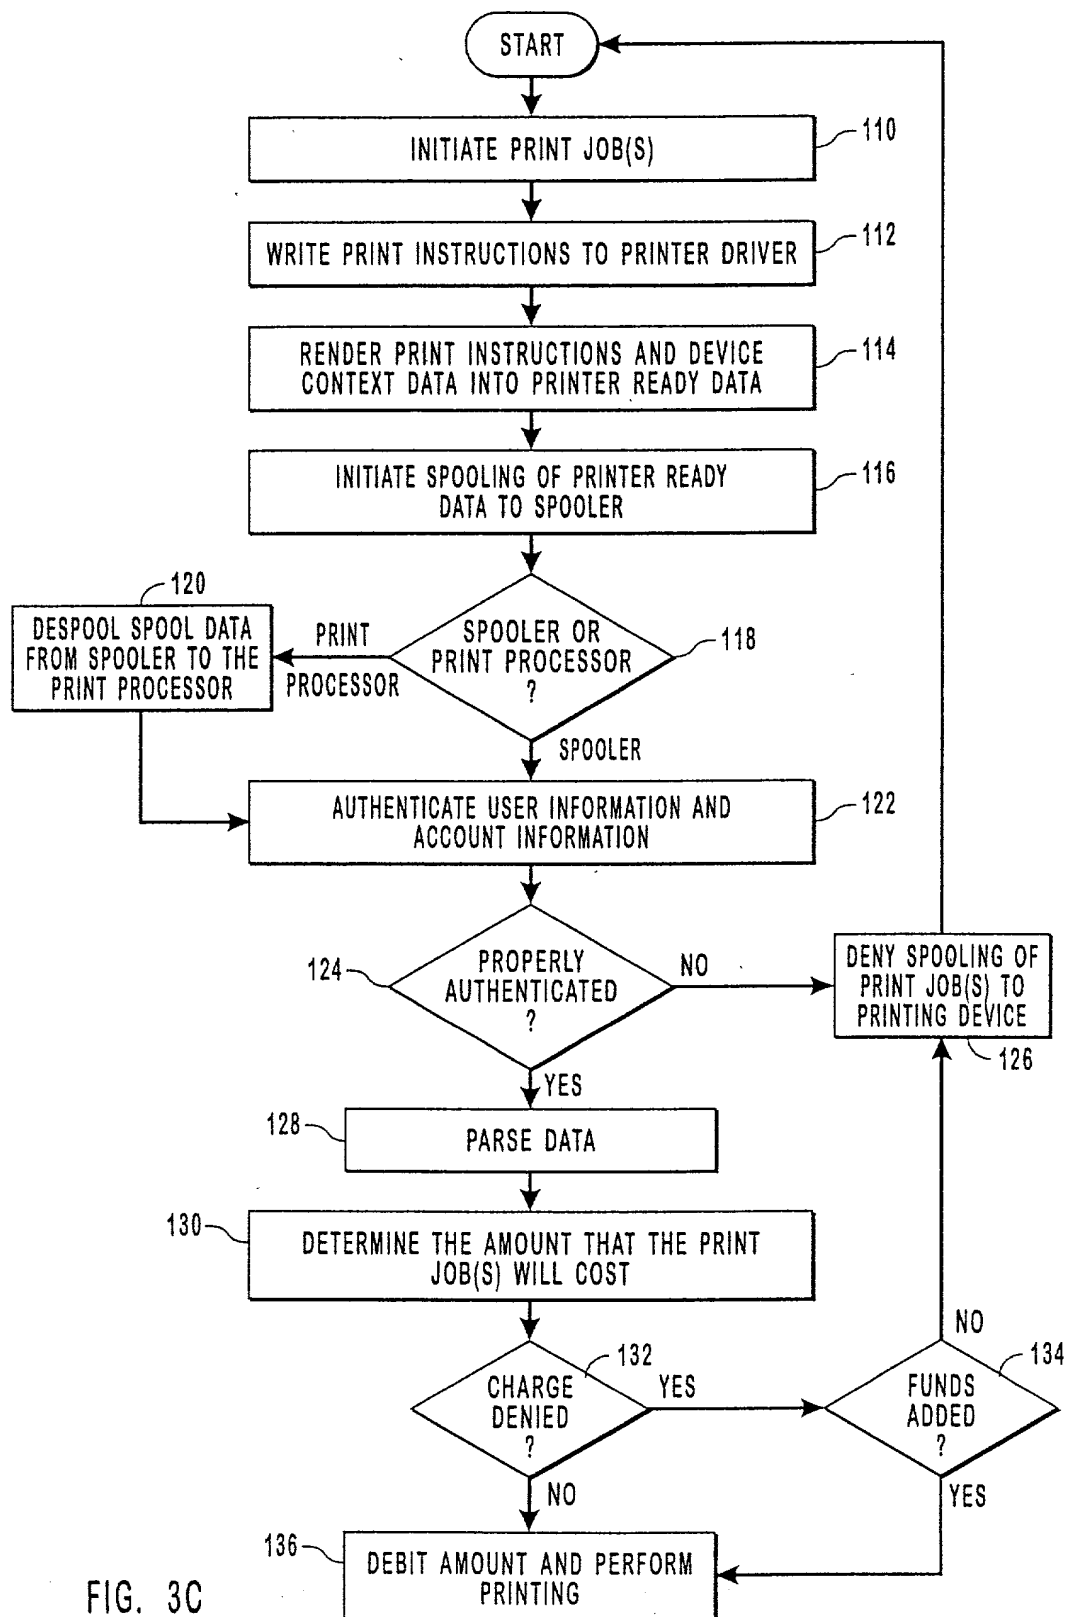 START
INITIATE PRINT JOB(S)
110
WRITE PRINT INSTRUCTIONS TO PRINTER DRIVER
112
RENDER PRINT INSTRUCTIONS AND DEVICE
CONTEXT DATA INTO PRINTER READY DATA
114
INITIATE SPOOLING OF PRINTER READY
DATA TO SPOOLER
116
SPOOLER OR
PRINT PROCESSOR
?
118
PRINT
PROCESSOR
120
DESPOOL SPOOL DATA
FROM SPOOLER TO THE
PRINT PROCESSOR
SPOOLER
AUTHENTICATE USER INFORMATION AND
ACCOUNT INFORMATION
122
124
PROPERLY
AUTHENTICATED
?
NO
DENY SPOOLING OF
PRINT JOB(S) TO
PRINTING DEVICE
126
YES
128
PARSE DATA
130
DETERMINE THE AMOUNT THAT THE PRINT
JOB(S) WILL COST
132
CHARGE
DENIED
?
YES
NO
134
FUNDS
ADDED
?
YES
NO
136
DEBIT AMOUNT AND PERFORM
PRINTING
FIG. 3C